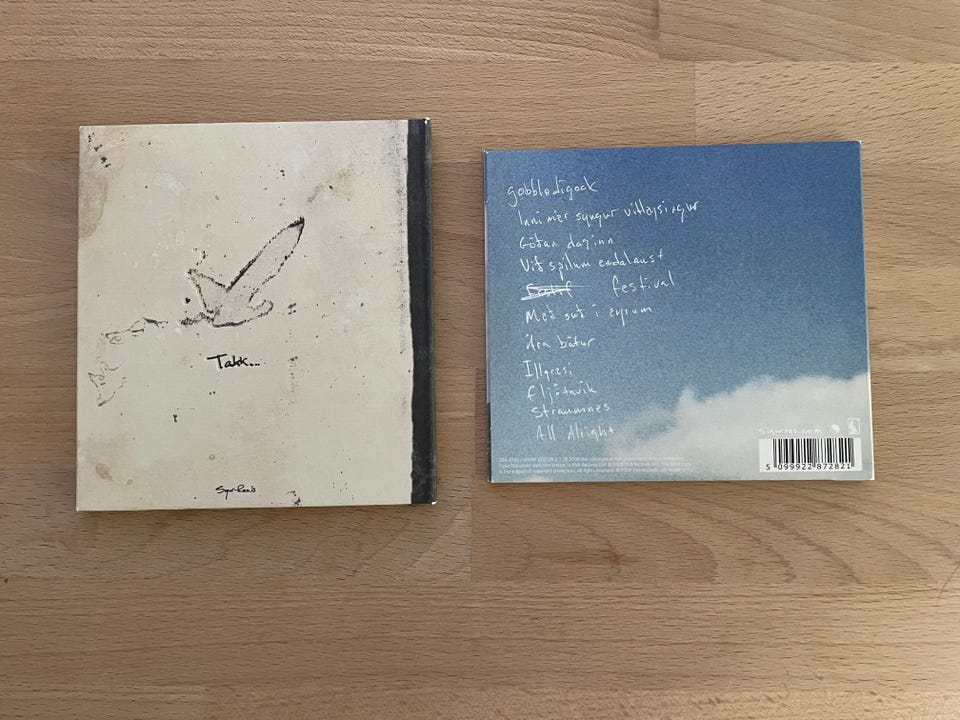 Takk...
Sigur Rós
gobbledigook
Inní mér syngur vitleysingur
Góðan daginn
Við spilum endalaust
Festif festival
Með suð í eyrum
ára bátur
Illgresi
fljótavík
Straumnes
All Alright
sigurros.com
5 099922 872821